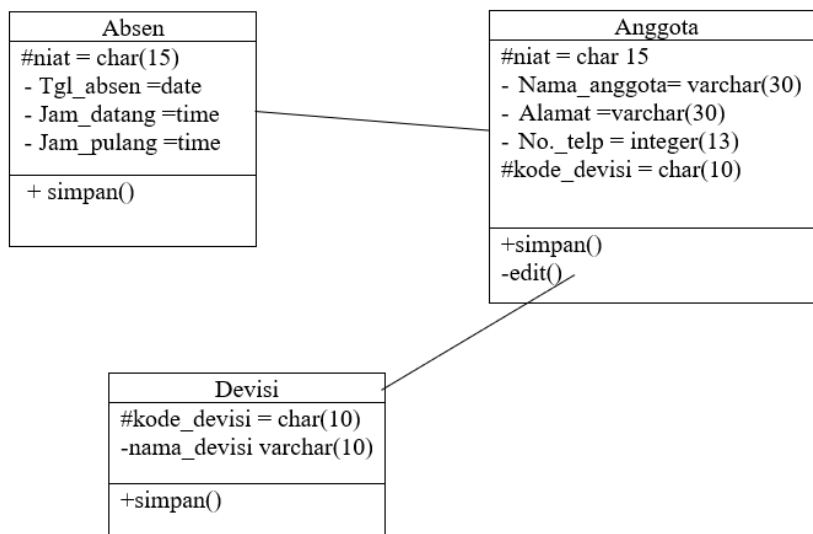 Absen
#niat = char(15)
- Tgl_absen =date
- Jam_datang =time
- Jam_pulang =time
+ simpan()
Anggota
#niat = char 15
- Nama_anggota= varchar(30)
- Alamat =varchar(30)
- No._telp = integer(13)
#kode_devisi = char(10)
+simpan()
-edit()
Devisi
#kode_devisi = char(10)
-nama_devisi varchar(10)
+simpan()